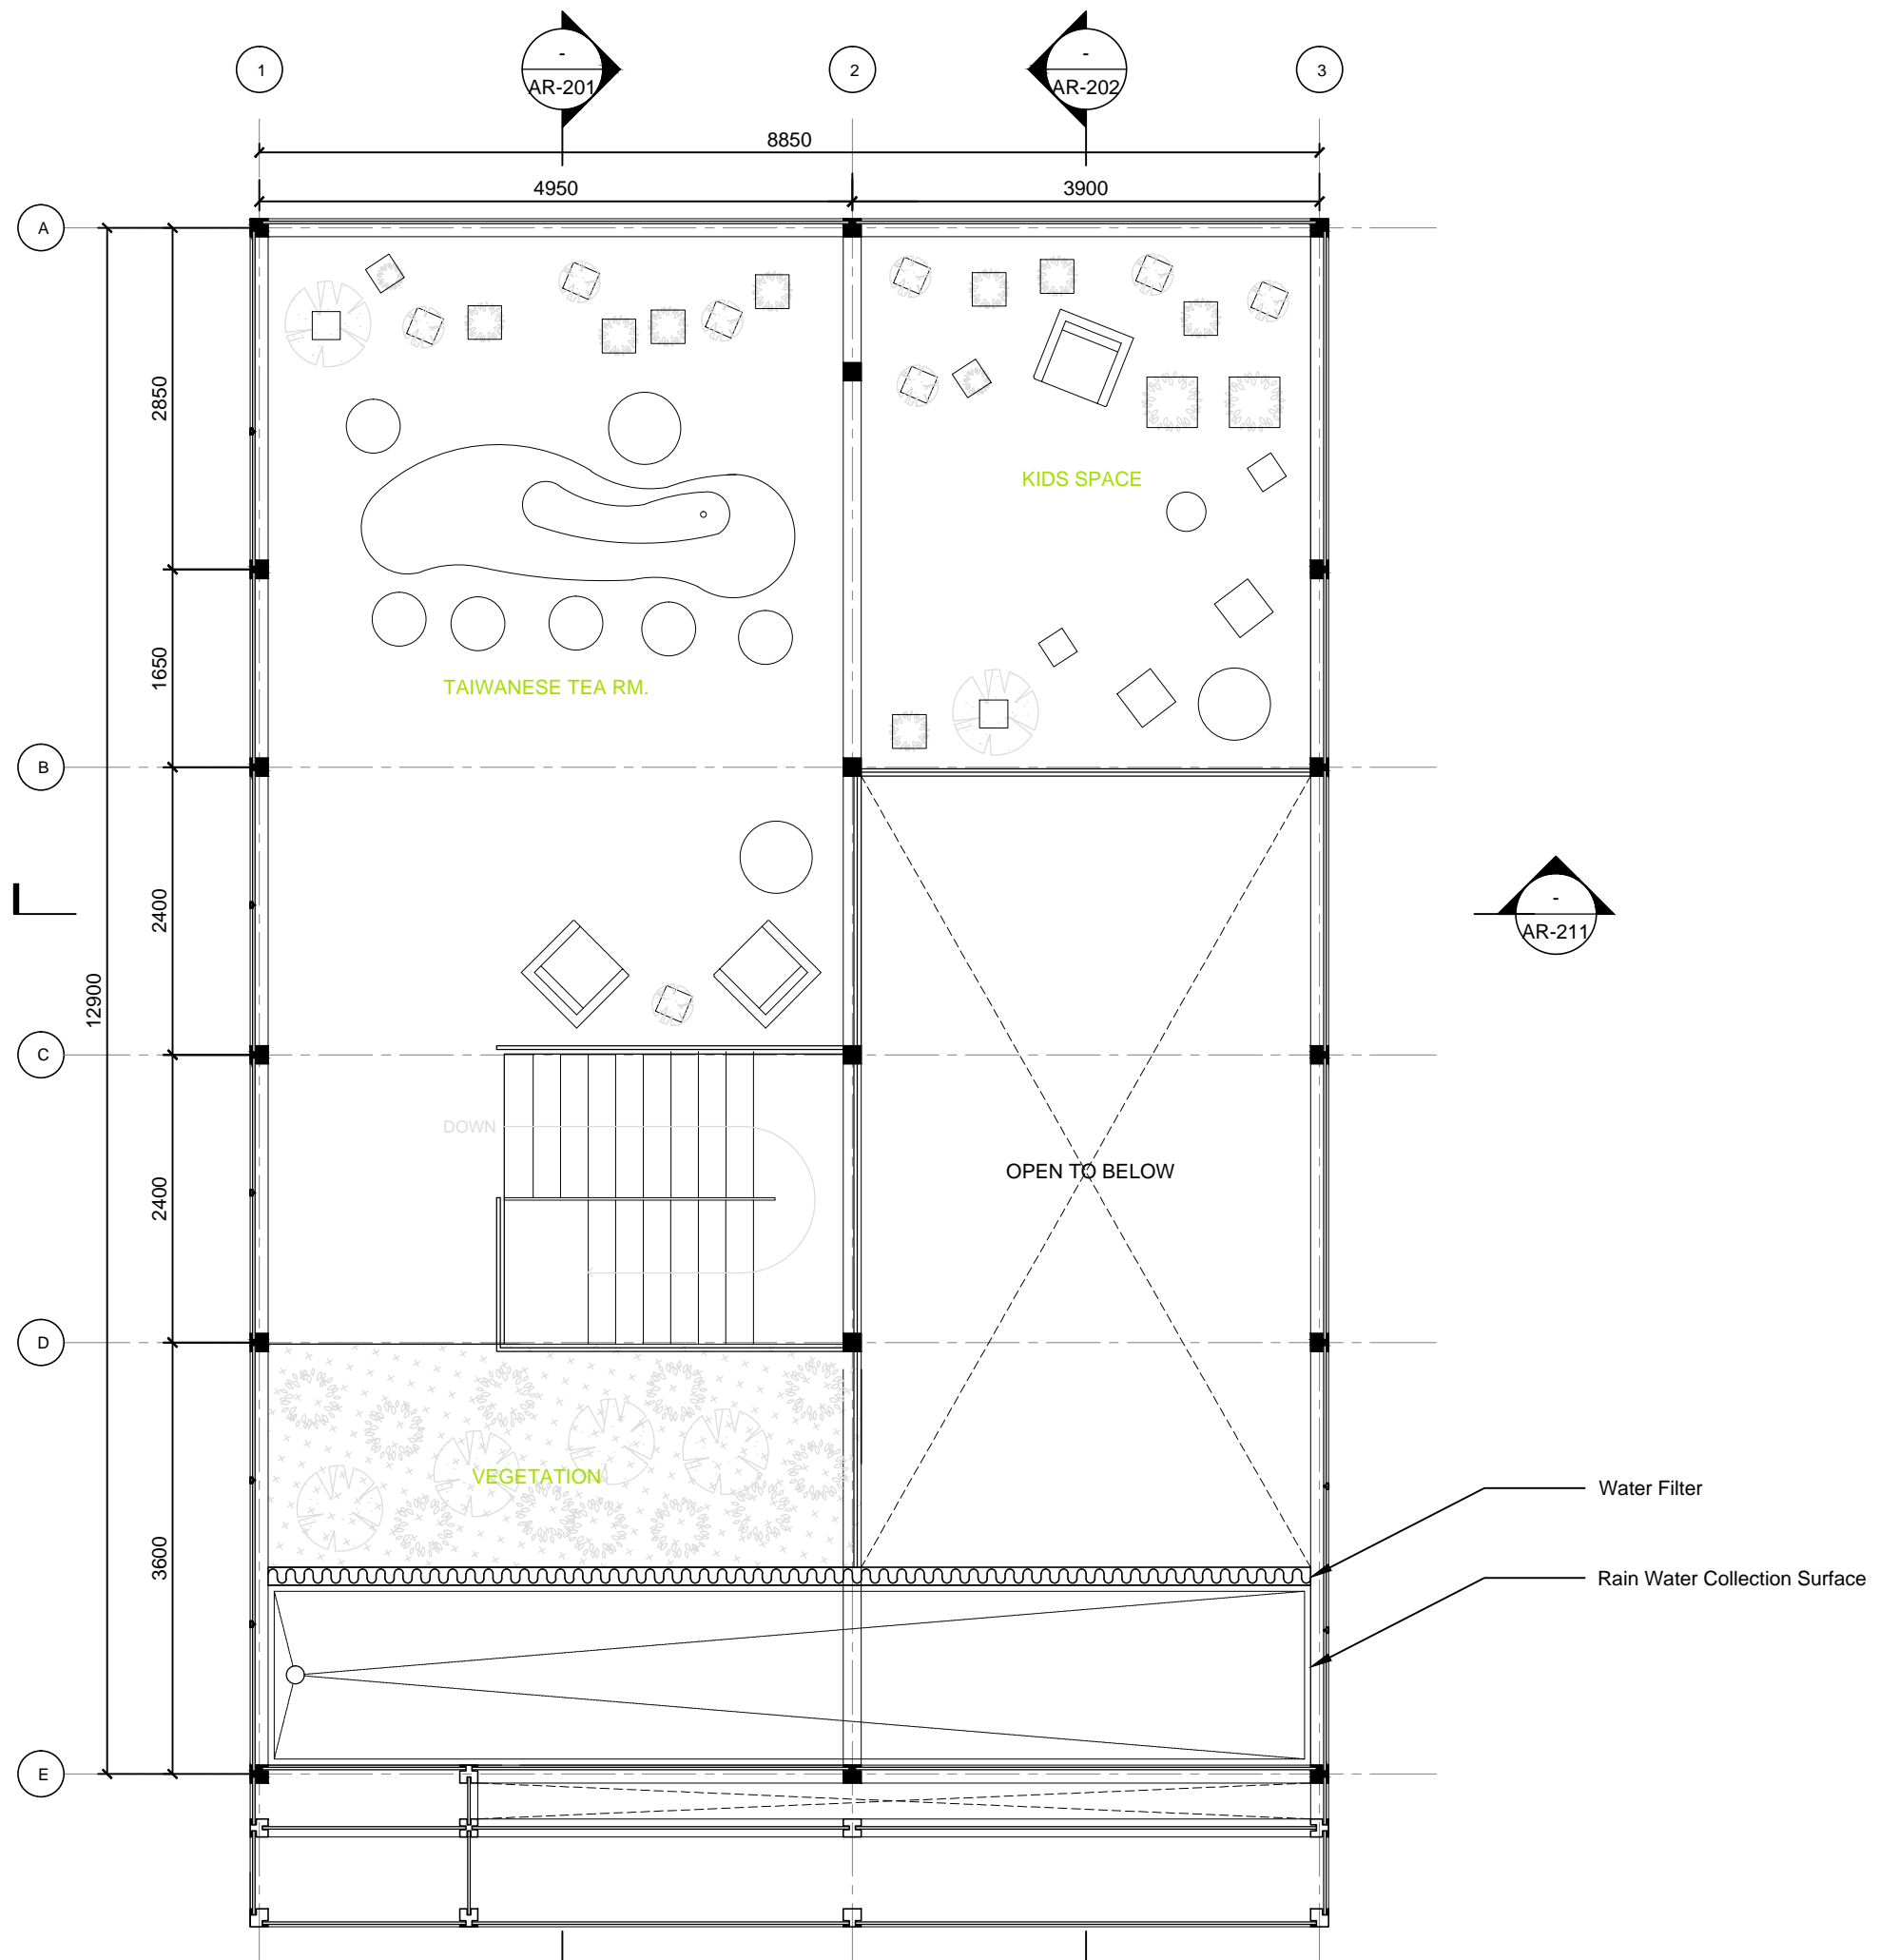 -
-
1
2
3
AR-201
AR-202
8850
4950
3900
A
2850
KIDS SPACE
1650
TAIWANESE TEA RM.
B
2400
-
AR-211
12900
C
DOWN
OPEN TO BELOW
2400
D
VEGETATION
Water Filter
3600
Rain Water Collection Surface
E